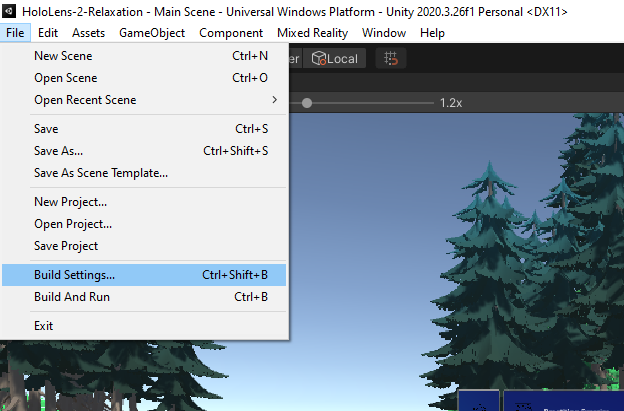 HoloLens-2-Relaxation - Main Scene - Universal Windows Platform - Unity 2020.3.26f1 Personal <DX11>
File Edit Assets GameObject Component Mixed Reality Window Help
New Scene Ctrl+N
Open Scene Ctrl+O
Open Recent Scene
Save Ctrl+S
Save As... Ctrl+Shift+S
Save As Scene Template...
New Project...
Open Project...
Save Project
Build Settings... Ctrl+Shift+B
Build And Run Ctrl+B
Exit
Local
1.2x